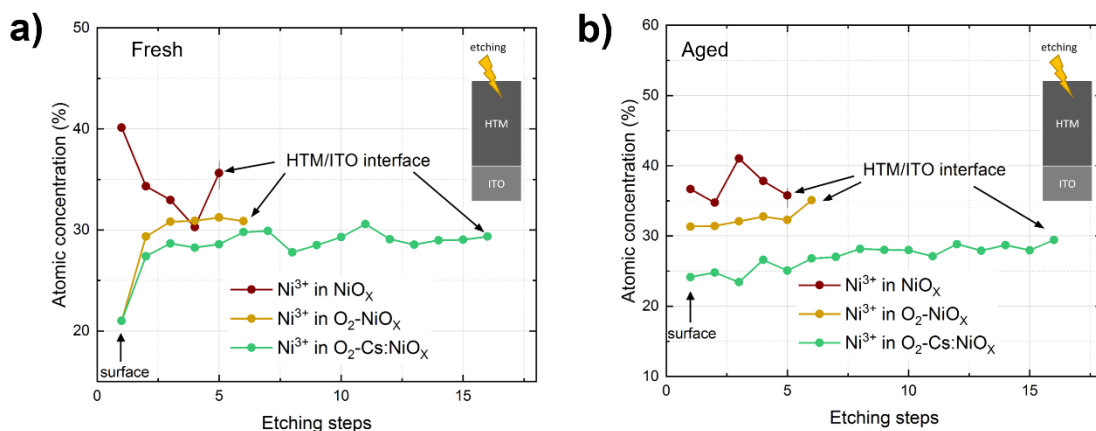 a)
Fresh
etching
HTM
ITO
HTM/ITO interface
Ni³⁺ in NiOₓ
Ni³⁺ in O₂-NiOₓ
Ni³⁺ in O₂-Cs:NiOₓ
surface
50
40
30
20
Atomic concentration (%)
0 5 10 15
Etching steps
b)
Aged
etching
HTM
ITO
HTM/ITO interface
Ni³⁺ in NiOₓ
Ni³⁺ in O₂-NiOₓ
Ni³⁺ in O₂-Cs:NiOₓ
surface
60
50
40
30
20
10
Atomic concentration (%)
0 5 10 15
Etching steps